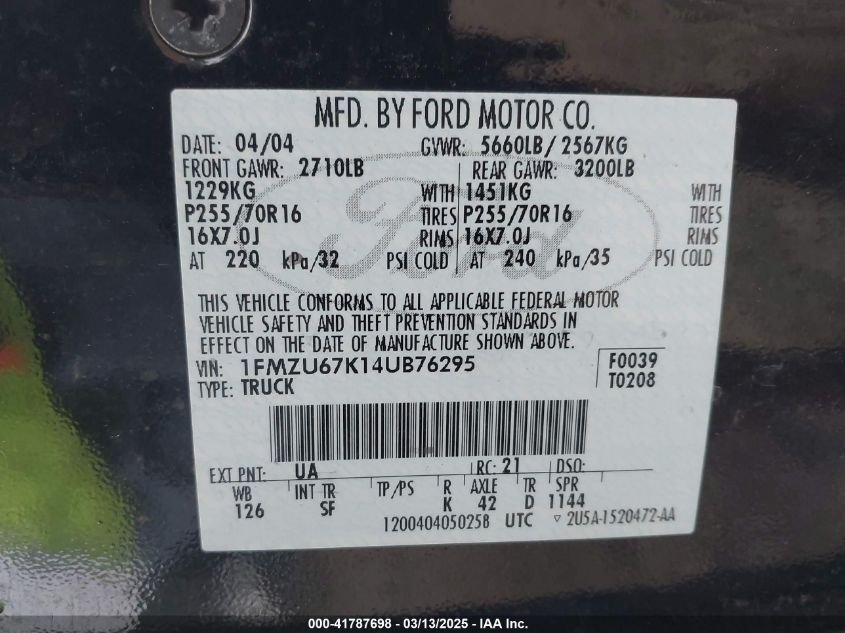 MFD. BY FORD MOTOR CO.
DATE: 04/04 GVWR: 5660LB/ 2567KG
FRONT GAWR: 2710LB REAR GAWR: 3200LB
1229KG WITH 1451KG WITH
P255/70R16 TIRES P255/70R16 TIRES
16X7.0J RIMS 16X7.0J RIMS
AT 220 kPa/32 PSI COLD AT 240 kPa/35 PSI COLD
Ford
THIS VEHICLE CONFORMS TO ALL APPLICABLE FEDERAL MOTOR
VEHICLE SAFETY AND THEFT PREVENTION STANDARDS IN
EFFECT ON THE DATE OF MANUFACTURE SHOWN ABOVE.
VIN: 1FMZU67K14UB76295 F0039
TYPE: TRUCK T0208
EXT PNT: UA RC: 21 DSO:
WB INT TR TP/PS R AXLE TR SPR
126 SF K 42 D 1144
1200404050258 UTC ▽ 2U5A-1520472-AA
000-41787698 - 03/13/2025 - IAA Inc.